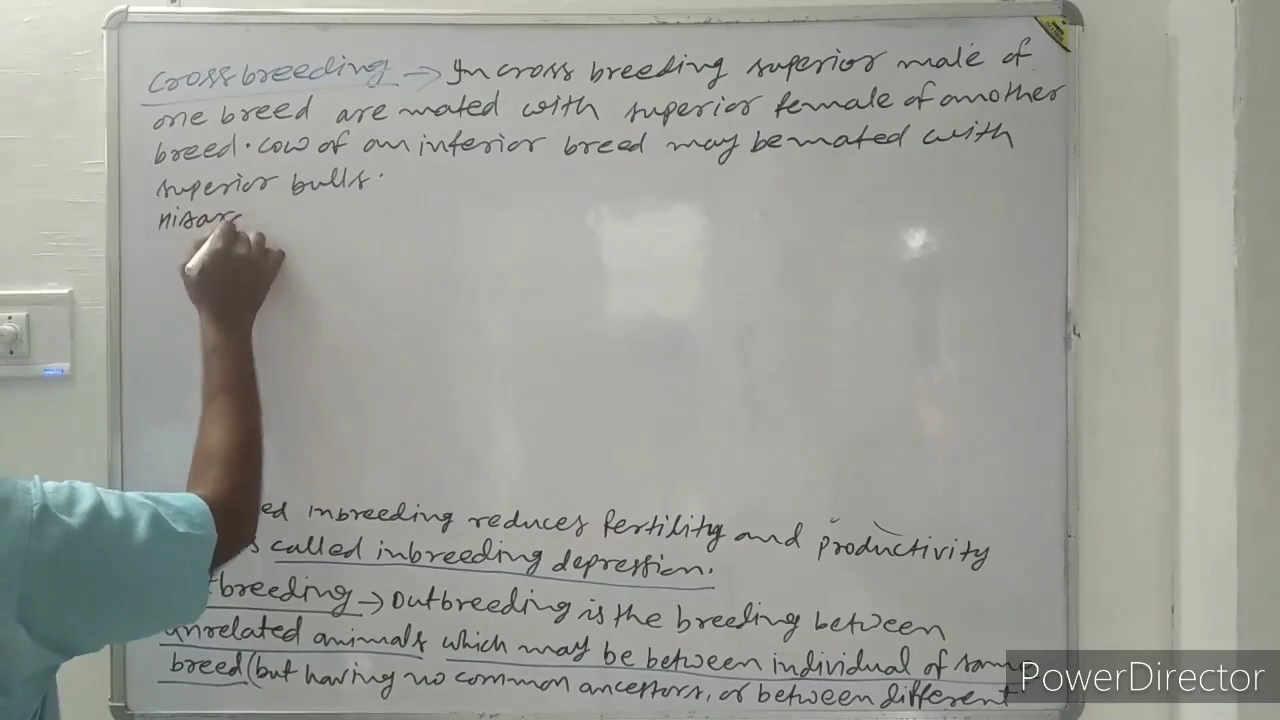 Cross breeding → In cross breeding superior male of
one breed are mated with superior female of another
breed. cow of an inferior breed may be mated with
superior bulls.
hisar
ed inbreeding reduces fertility and productivity
s called inbreeding depression.
tbreeding → outbreeding is the breeding between
unrelated animals which may be between individual of same
breed (but having no common ancestors, or between different
PowerDirector